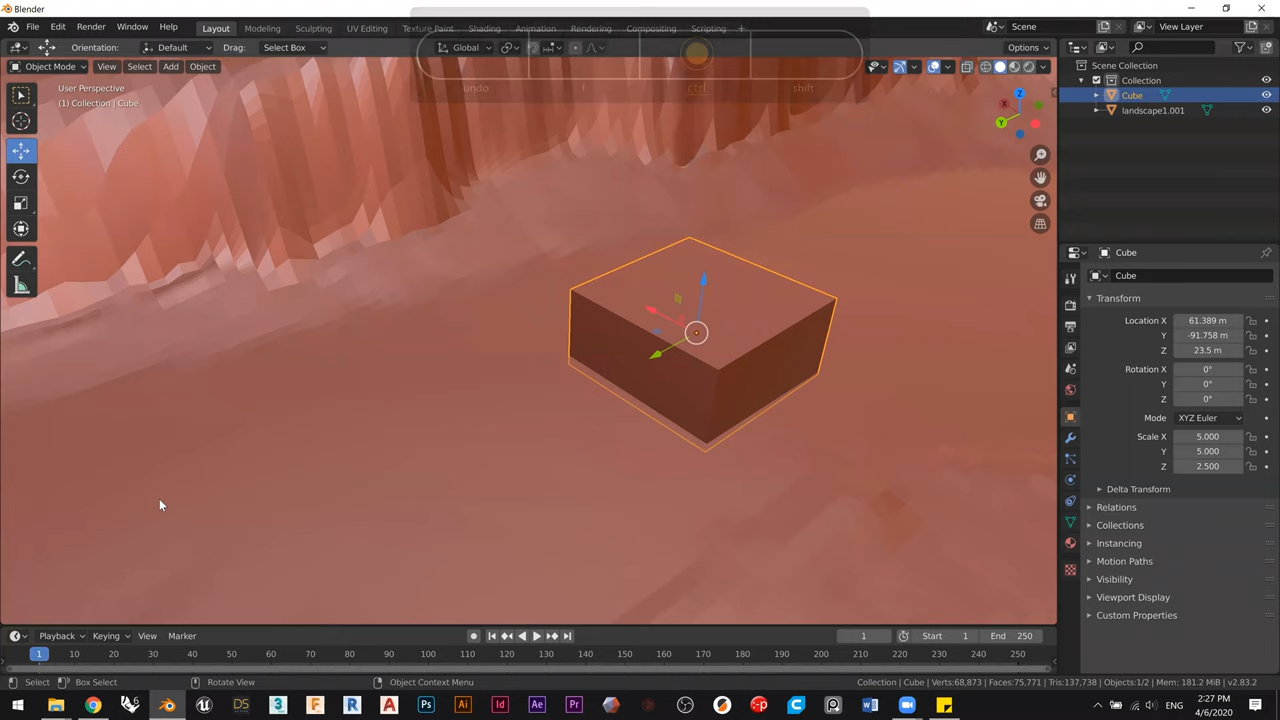 Blender
File Edit Render Window Help Layout Modeling Sculpting UV Editing Texture Paint Shading Animation Rendering Compositing Scripting + Scene View Layer
Orientation: Default Drag: Select Box Global Options
Object Mode View Select Add Object
undo f ctrl shift
User Perspective
(1) Collection | Cube
Z
X
Y
Scene Collection
Collection
Cube
landscape1.001
Cube
Cube
Transform
Location X 61.389 m
Y -91.758 m
Z 23.5 m
Rotation X 0°
Y 0°
Z 0°
Mode XYZ Euler
Scale X 5.000
Y 5.000
Z 2.500
Delta Transform
Relations
Collections
Instancing
Motion Paths
Visibility
Viewport Display
Custom Properties
Playback Keying View Marker 1 Start 1 End 250
1 10 20 30 40 50 60 70 80 90 100 110 120 130 140 150 160 170 180 190 200 210 220 230 240 250
Select Box Select Rotate View Object Context Menu Collection | Cube | Verts:68,873 | Faces:75,771 | Tris:137,738 | Objects:1/2 | Mem: 181.2 MiB | v2.83.2
DS 3 F R A Ps Ai Id Ae Pr W
2:27 PM
4/6/2020